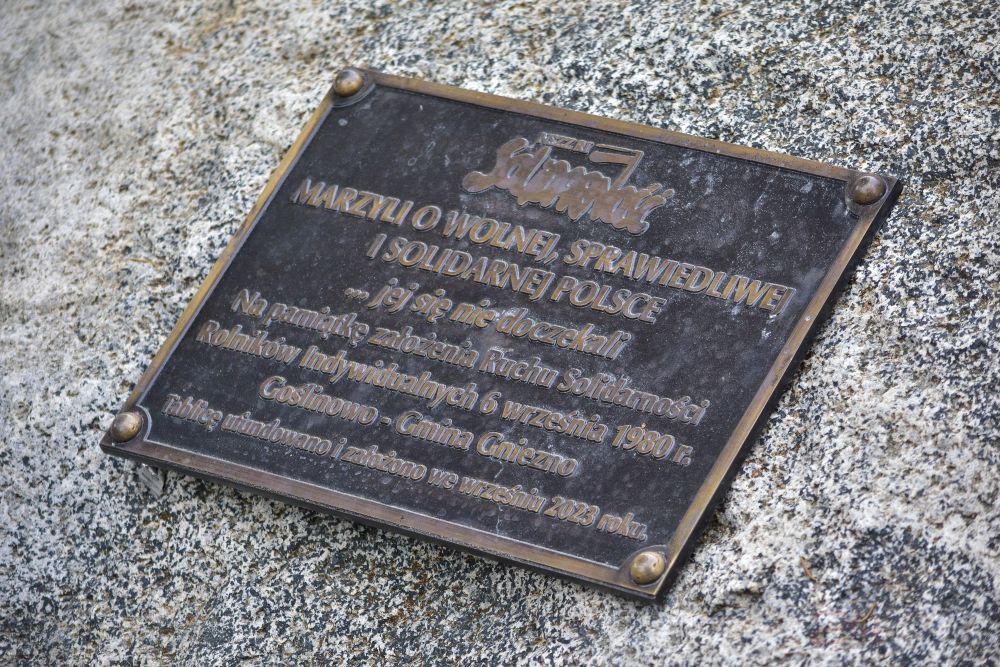 NSZZ RI
Solidarność
MARZYLI O WOLNEJ, SPRAWIEDLIWEJ
I SOLIDARNEJ POLSCE
... jej się nie doczekali
Na pamiątkę założenia Ruchu Solidarności
Rolników Indywidualnych 6 września 1980 r.
Goślinowo - Gmina Gniezno
Tablicę ufundowano i założono we wrześniu 2023 roku.